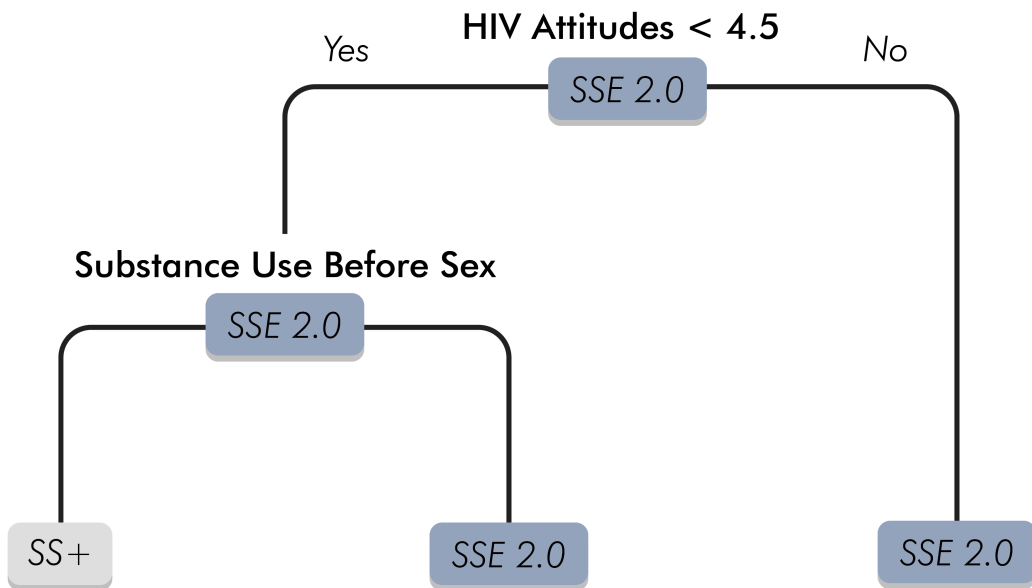 HIV Attitudes < 4.5
Yes
No
SSE 2.0
Substance Use Before Sex
SSE 2.0
SS+
SSE 2.0
SSE 2.0